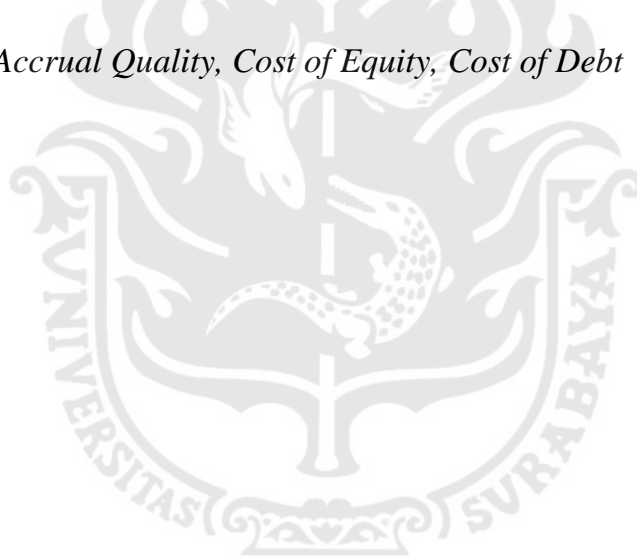 Accrual Quality, Cost of Equity, Cost of Debt
UNIVERSITAS SURABAYA